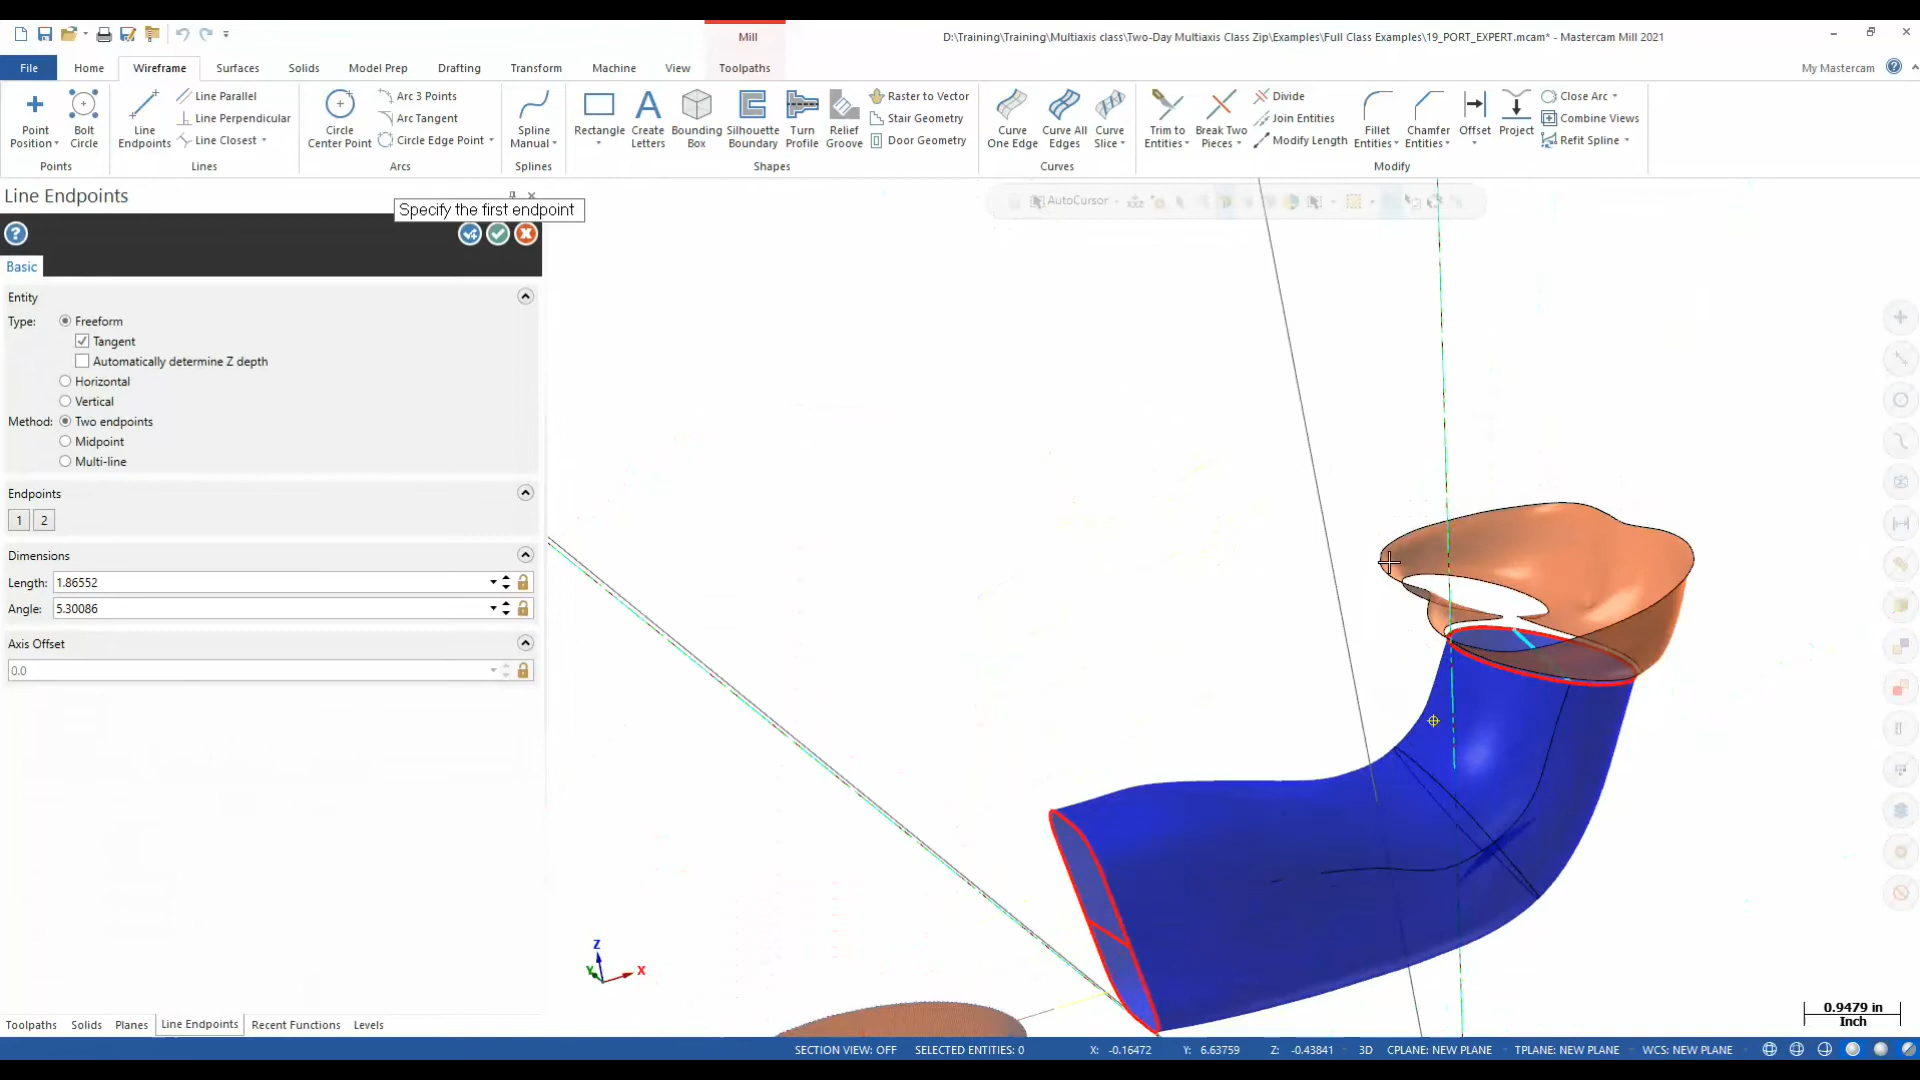 Mill
D:\Training\Training\Multiaxis class\Two-Day Multiaxis Class Zip\Examples\Full Class Examples\19_PORT_EXPERT.mcam* - Mastercam Mill 2021
File Home Wireframe Surfaces Solids Model Prep Drafting Transform Machine View Toolpaths My Mastercam
Line Parallel Arc 3 Points Raster to Vector Divide Close Arc
Line Perpendicular Arc Tangent Stair Geometry Join Entities Combine Views
Point Position Bolt Circle Line Endpoints Line Closest Circle Center Point Circle Edge Point Spline Manual Rectangle Create Letters Bounding Box Silhouette Boundary Turn Profile Relief Groove Door Geometry Curve One Edge Curve All Edges Curve Slice Trim to Entities Break Two Pieces Modify Length Fillet Entities Chamfer Entities Offset Project Refit Spline
Points Lines Arcs Splines Shapes Curves Modify
Line Endpoints
Specify the first endpoint
AutoCursor
Basic
Entity
Type: Freeform
Tangent
Automatically determine Z depth
Horizontal
Vertical
Method: Two endpoints
Midpoint
Multi-line
Endpoints
1 2
Dimensions
Length: 1.86552
Angle: 5.30086
Axis Offset
0.0
Z
Y X
0.9479 in
Inch
Toolpaths Solids Planes Line Endpoints Recent Functions Levels
SECTION VIEW: OFF SELECTED ENTITIES: 0 X: -0.16472 Y: 6.63759 Z: -0.43841 3D CPLANE: NEW PLANE TPLANE: NEW PLANE WCS: NEW PLANE